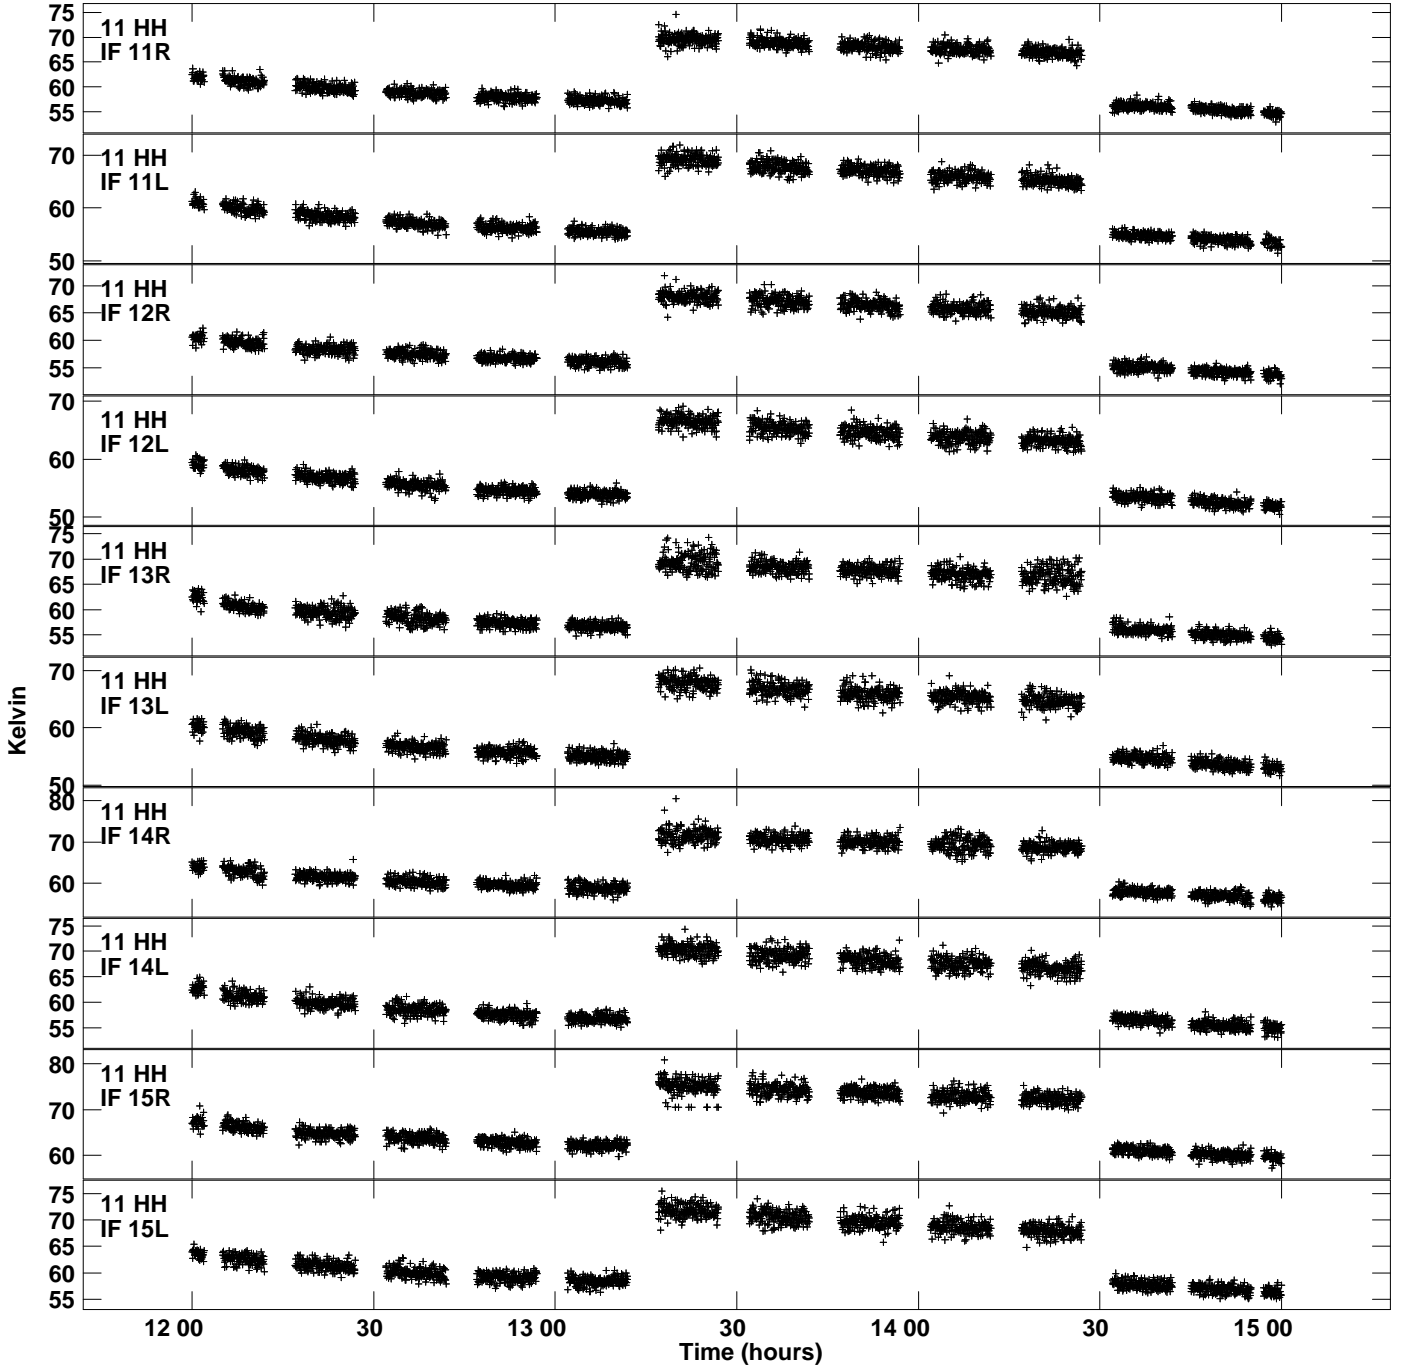 75
70
65
60
55
11 HH
IF 11R
70
60
50
11 HH
IF 11L
70
65
60
55
11 HH
IF 12R
70
60
50
11 HH
IF 12L
75
70
65
60
55
11 HH
IF 13R
70
60
50
11 HH
IF 13L
80
70
60
11 HH
IF 14R
75
70
65
60
55
11 HH
IF 14L
80
70
60
11 HH
IF 15R
75
70
65
60
55
11 HH
IF 15L
Kelvin
12 00 30 13 00 30 14 00 30 15 00
Time (hours)